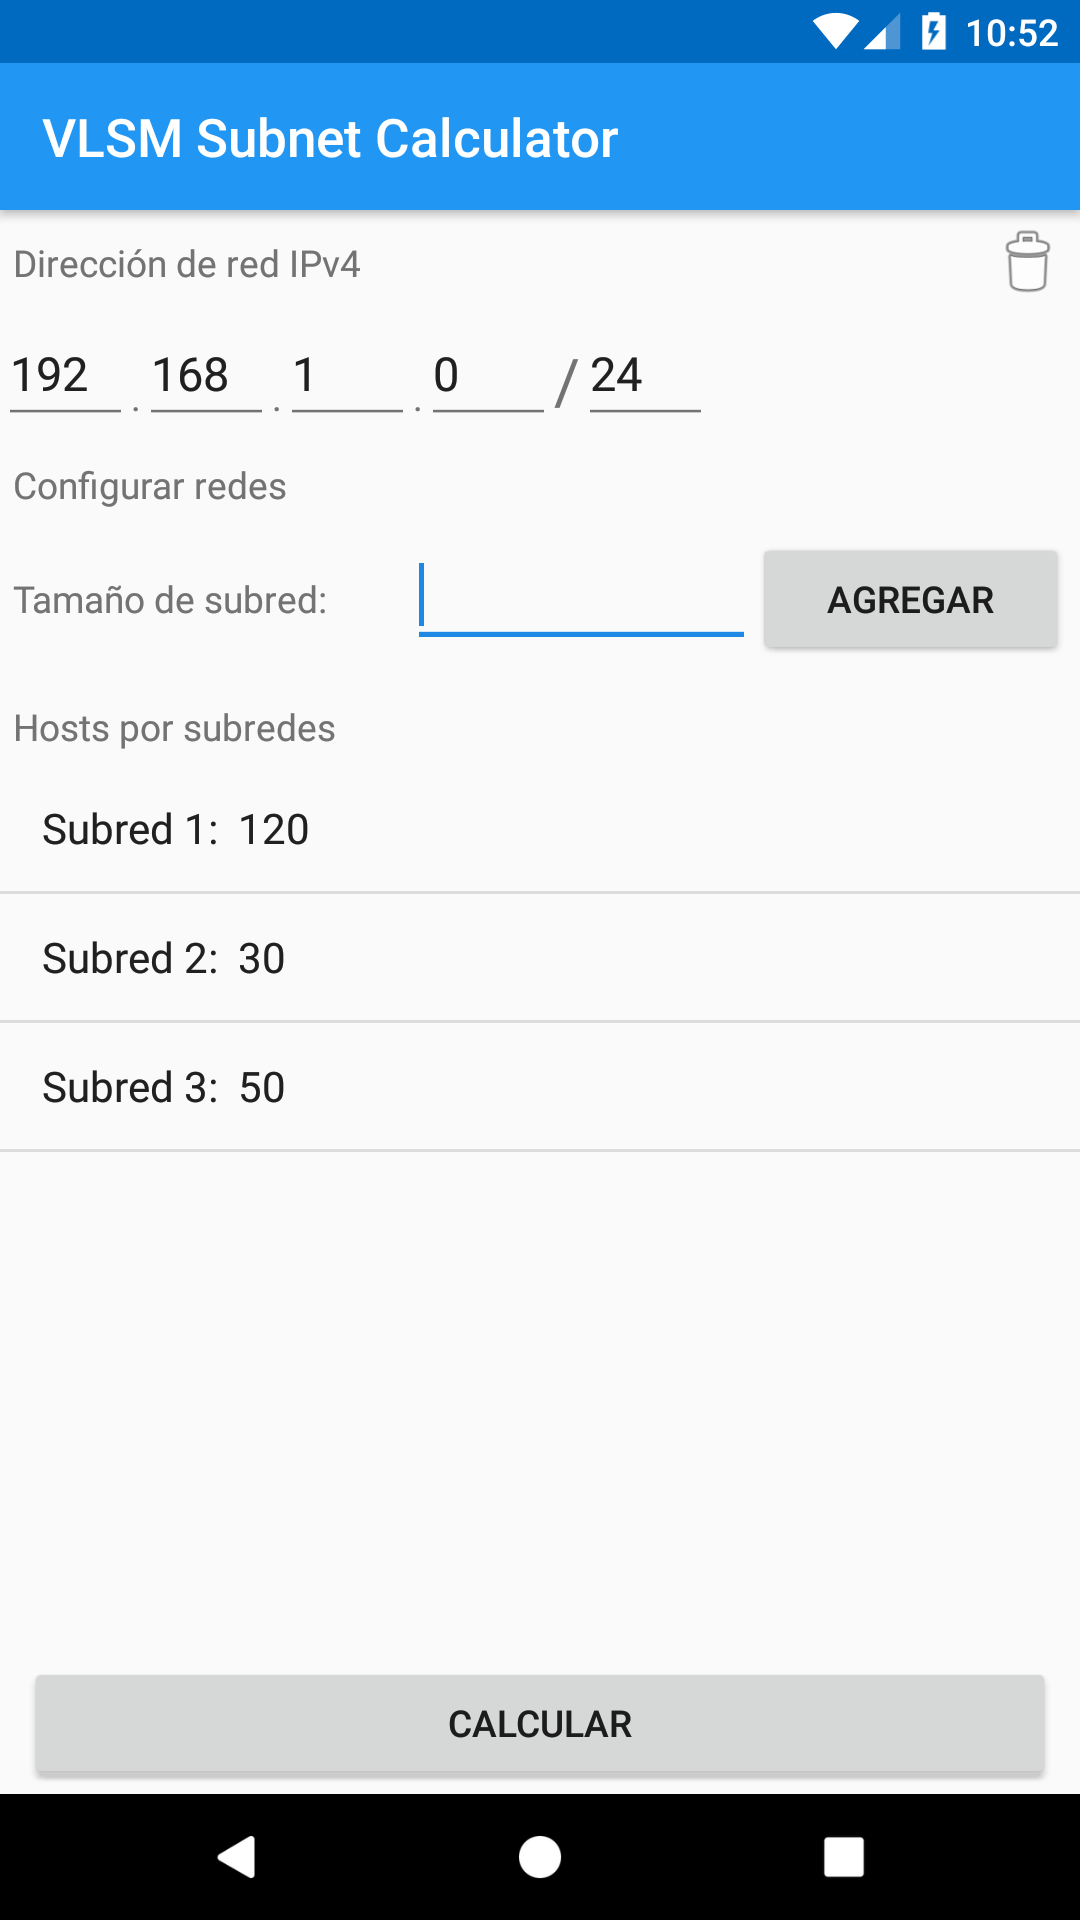 10:52
VLSM Subnet Calculator
Dirección de red IPv4
192 . 168 . 1 . 0 / 24
Configurar redes
Tamaño de subred: AGREGAR
Hosts por subredes
Subred 1: 120
Subred 2: 30
Subred 3: 50
CALCULAR